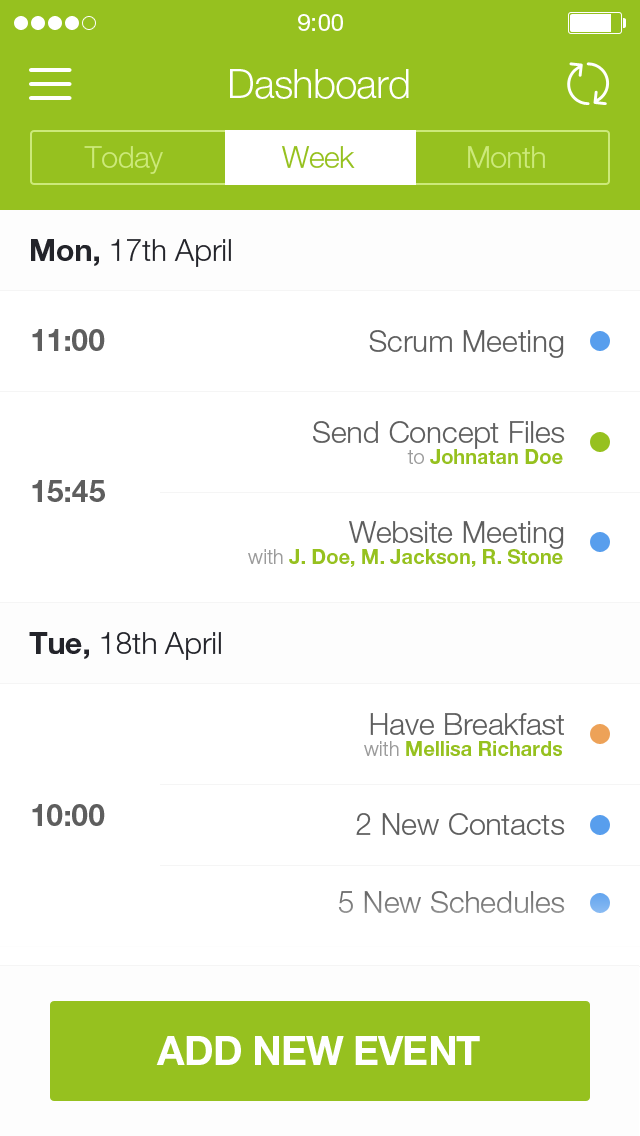 9:00
Dashboard
Today Week Month
Mon, 17th April
11:00 Scrum Meeting
Send Concept Files
to Johnatan Doe
15:45
Website Meeting
with J. Doe, M. Jackson, R. Stone
Tue, 18th April
Have Breakfast
with Mellisa Richards
10:00 2 New Contacts
5 New Schedules
ADD NEW EVENT